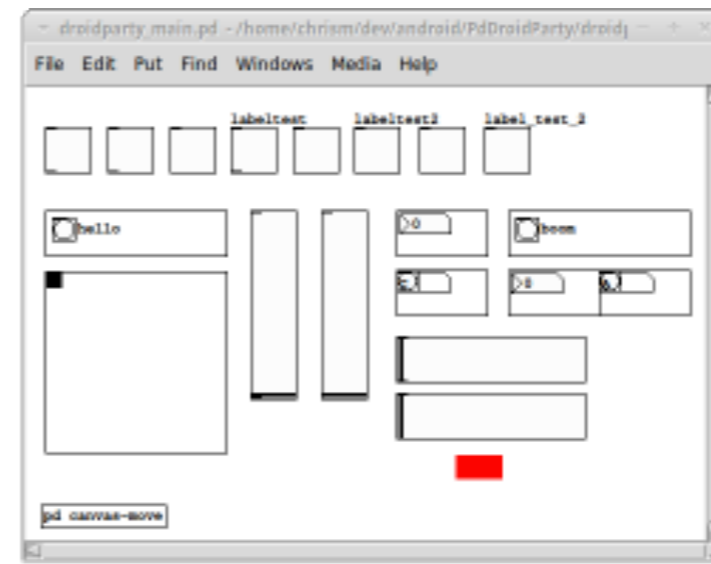 droidparty_main.pd - /home/chrism/dev/android/PdDroidParty/droid
File Edit Put Find Windows Media Help
labeltest labeltest2 label_test_3
hello 0 boom
0
pd canvas-move